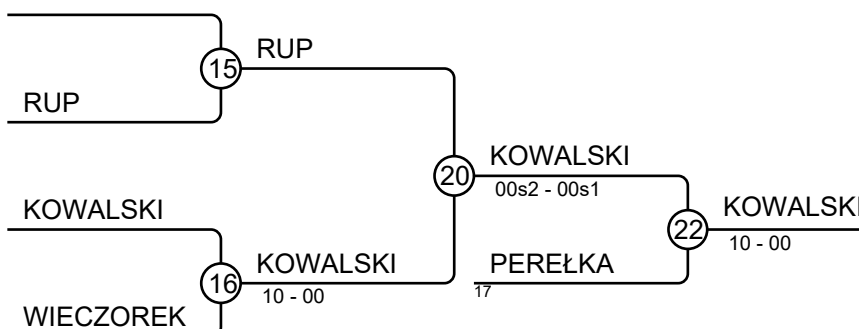 RUP
15
RUP
KOWALSKI
00s2 - 00s1
20
KOWALSKI
KOWALSKI
10 - 00
22
KOWALSKI
10 - 00
16
PEREŁKA
17
WIECZOREK